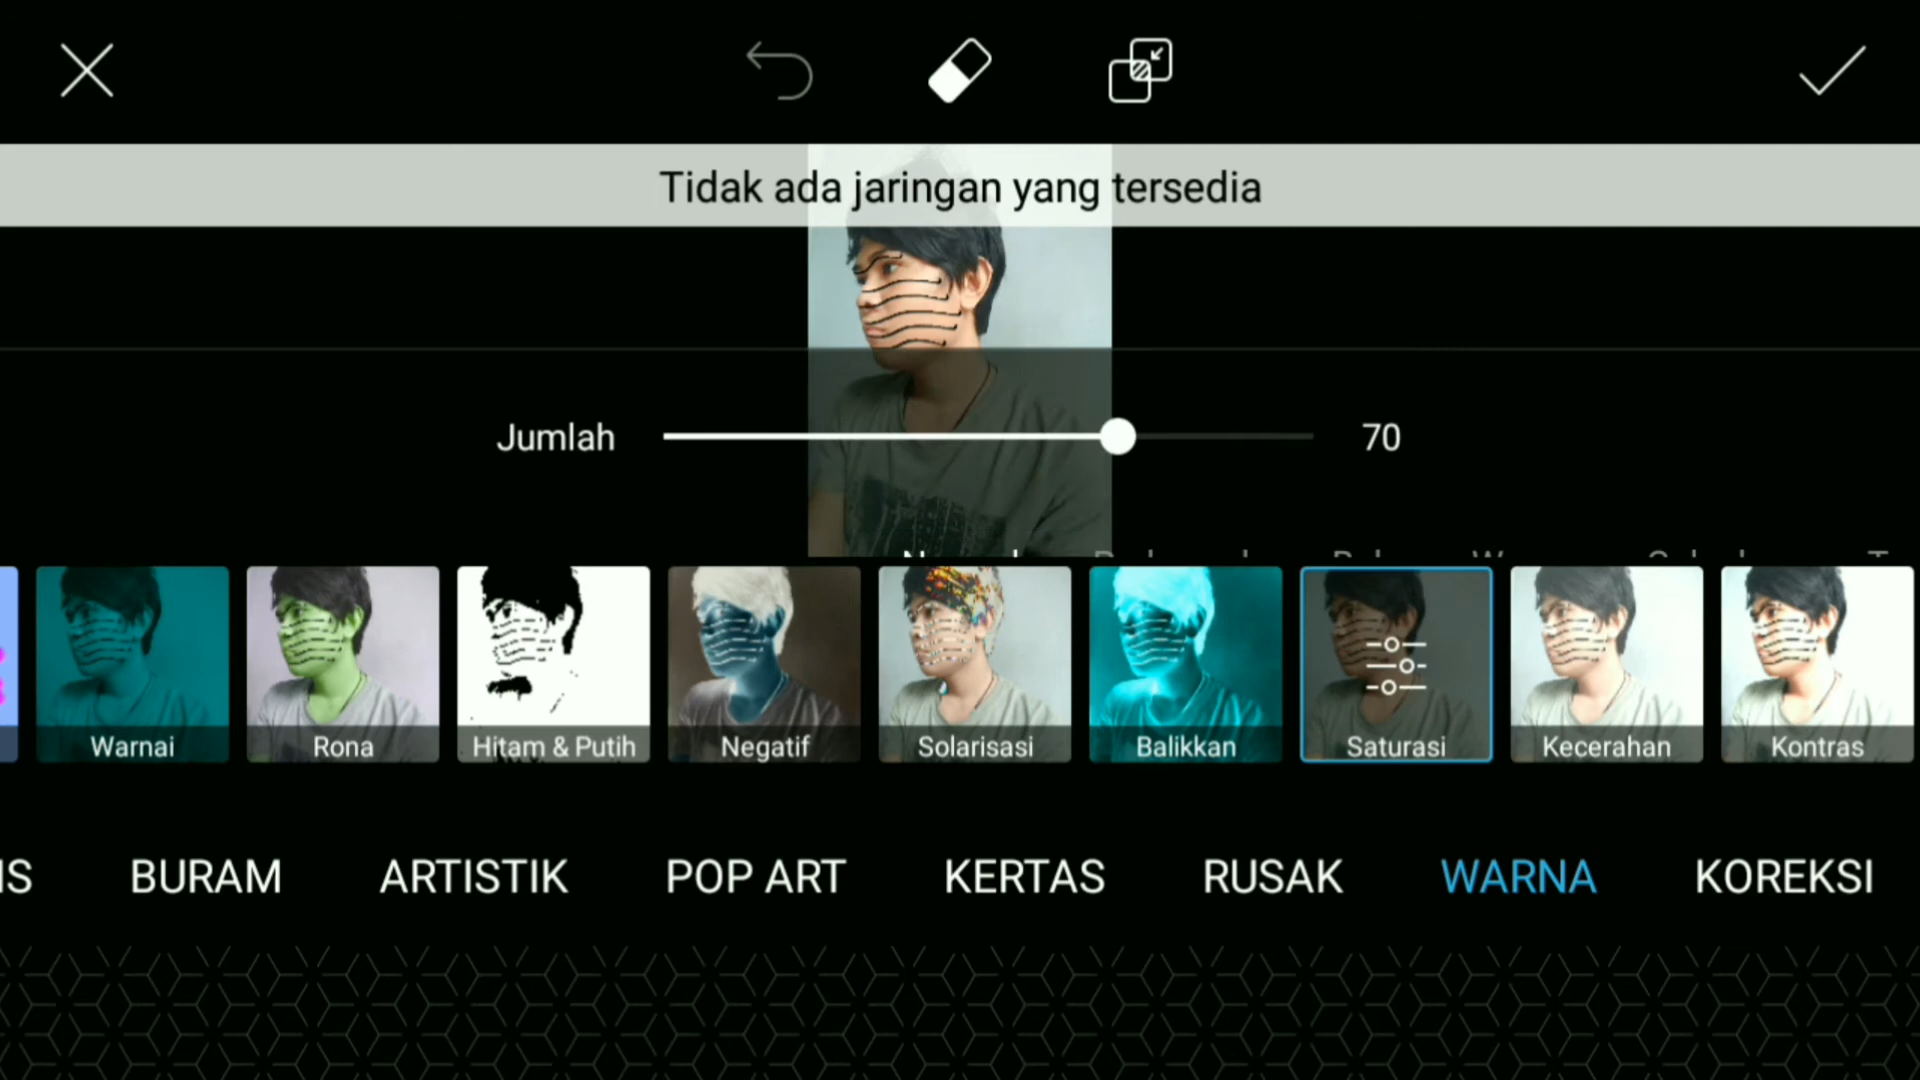 Tidak ada jaringan yang tersedia
Jumlah 70
Warnai Rona Hitam & Putih Negatif Solarisasi Balikkan Saturasi Kecerahan Kontras
BURAM ARTISTIK POP ART KERTAS RUSAK WARNA KOREKSI